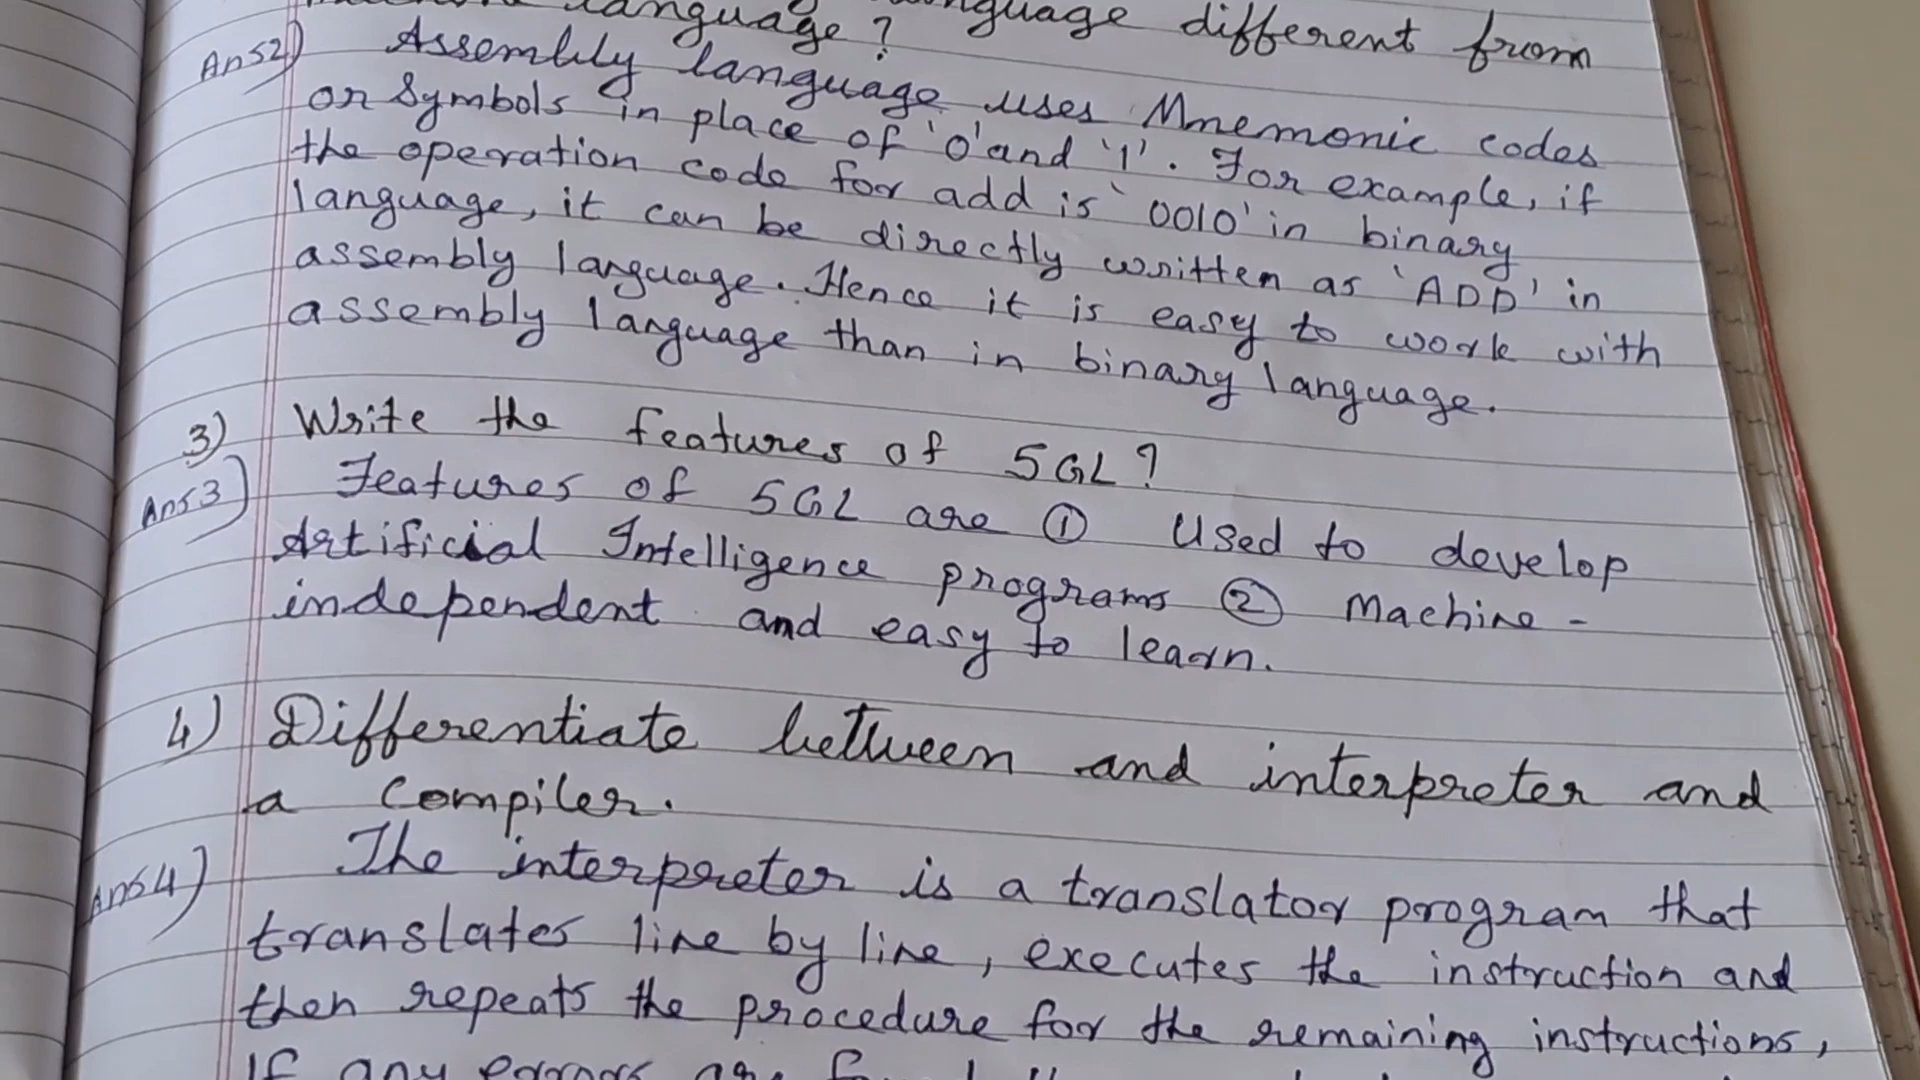 language different from
language?
Ans2) Assembly language uses Mnemonic codes
or Symbols in place of '0' and '1'. For example, if
the operation code for add is '0010' in binary
language, it can be directly written as 'ADD' in
assembly language. Hence it is easy to work with
assembly language than in binary language.
3) Write the features of 5GL?
Ans3) Features of 5GL are ① Used to develop
Artificial Intelligence programs ② Machine-
independent and easy to learn.
4) Differentiate between and interpreter and
a compiler.
Ans4) The interpreter is a translator program that
translates line by line, executes the instruction and
then repeats the procedure for the remaining instructions,
If any errors are